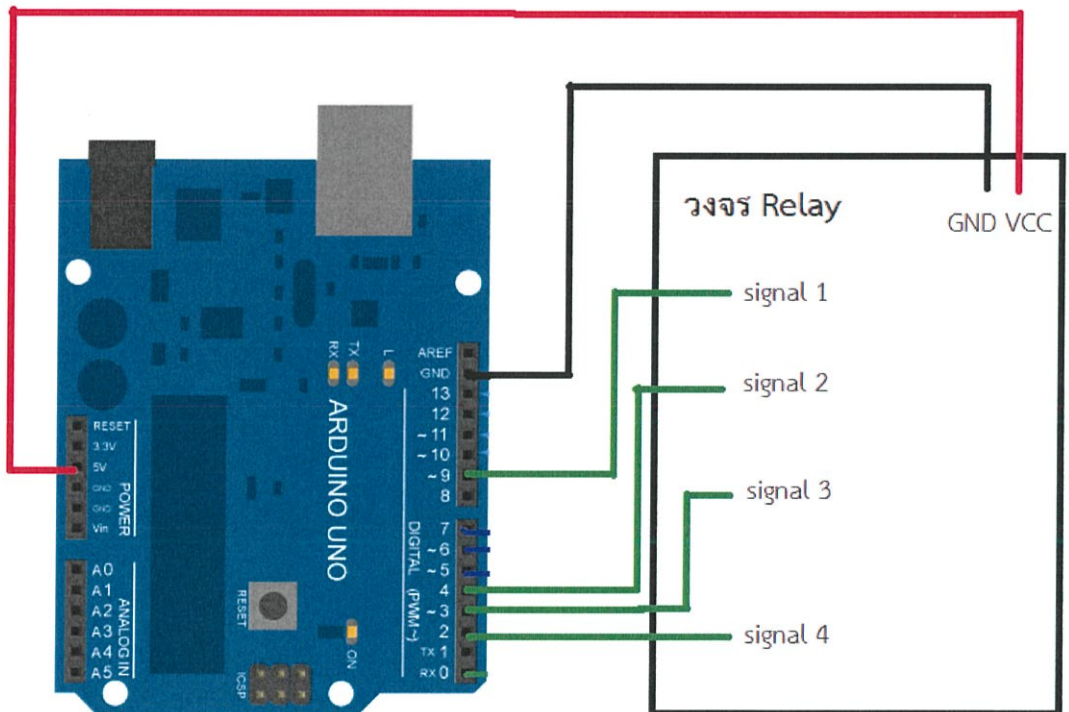 วงจร Relay
GND VCC
signal 1
signal 2
signal 3
signal 4
RX
TX
L
ARDUINO UNO
AREF
GND
13
12
~11
~10
~9
8
7
~6
~5
4
~3
2
TX 1
RX 0
DIGITAL (PWM~)
RESET
3.3V
5V
GND
GND
Vin
POWER
A0
A1
A2
A3
A4
A5
ANALOG IN
RESET
ICSP
ON